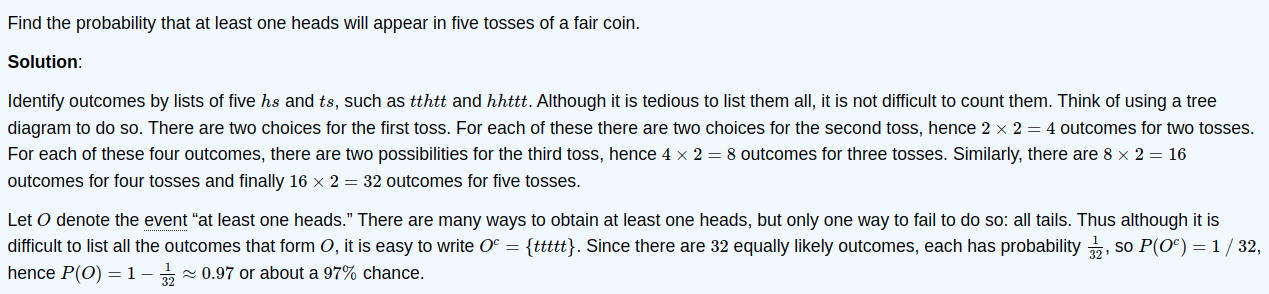 Find the probability that at least one heads will appear in five tosses of a fair coin.
Solution:
Identify outcomes by lists of five hs and ts, such as tthtt and hhttt. Although it is tedious to list them all, it is not difficult to count them. Think of using a tree
diagram to do so. There are two choices for the first toss. For each of these there are two choices for the second toss, hence 2 × 2 = 4 outcomes for two tosses.
For each of these four outcomes, there are two possibilities for the third toss, hence 4 × 2 = 8 outcomes for three tosses. Similarly, there are 8 × 2 = 16
outcomes for four tosses and finally 16 × 2 = 32 outcomes for five tosses.
Let O denote the event “at least one heads.” There are many ways to obtain at least one heads, but only one way to fail to do so: all tails. Thus although it is
difficult to list all the outcomes that form O, it is easy to write Oᶜ = {ttttt}. Since there are 32 equally likely outcomes, each has probability 1/32, so P(Oᶜ) = 1 / 32,
hence P(O) = 1 − 1/32 ≈ 0.97 or about a 97% chance.